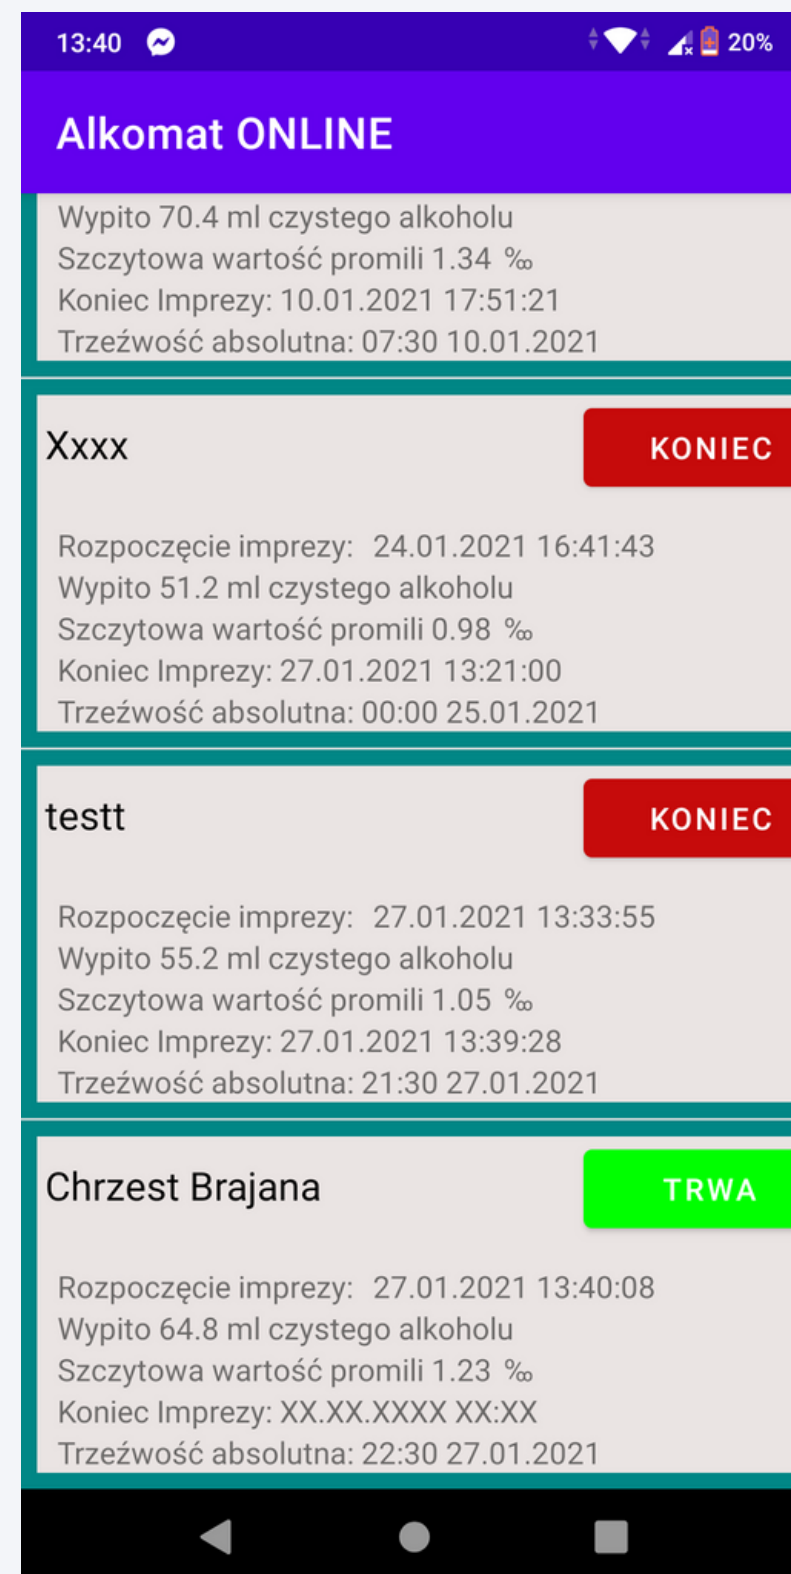 13:40 20%
Alkomat ONLINE
Wypito 70.4 ml czystego alkoholu
Szczytowa wartość promili 1.34 ‰
Koniec Imprezy: 10.01.2021 17:51:21
Trzeźwość absolutna: 07:30 10.01.2021
Xxxx KONIEC
Rozpoczęcie imprezy: 24.01.2021 16:41:43
Wypito 51.2 ml czystego alkoholu
Szczytowa wartość promili 0.98 ‰
Koniec Imprezy: 27.01.2021 13:21:00
Trzeźwość absolutna: 00:00 25.01.2021
testt KONIEC
Rozpoczęcie imprezy: 27.01.2021 13:33:55
Wypito 55.2 ml czystego alkoholu
Szczytowa wartość promili 1.05 ‰
Koniec Imprezy: 27.01.2021 13:39:28
Trzeźwość absolutna: 21:30 27.01.2021
Chrzest Brajana TRWA
Rozpoczęcie imprezy: 27.01.2021 13:40:08
Wypito 64.8 ml czystego alkoholu
Szczytowa wartość promili 1.23 ‰
Koniec Imprezy: XX.XX.XXXX XX:XX
Trzeźwość absolutna: 22:30 27.01.2021